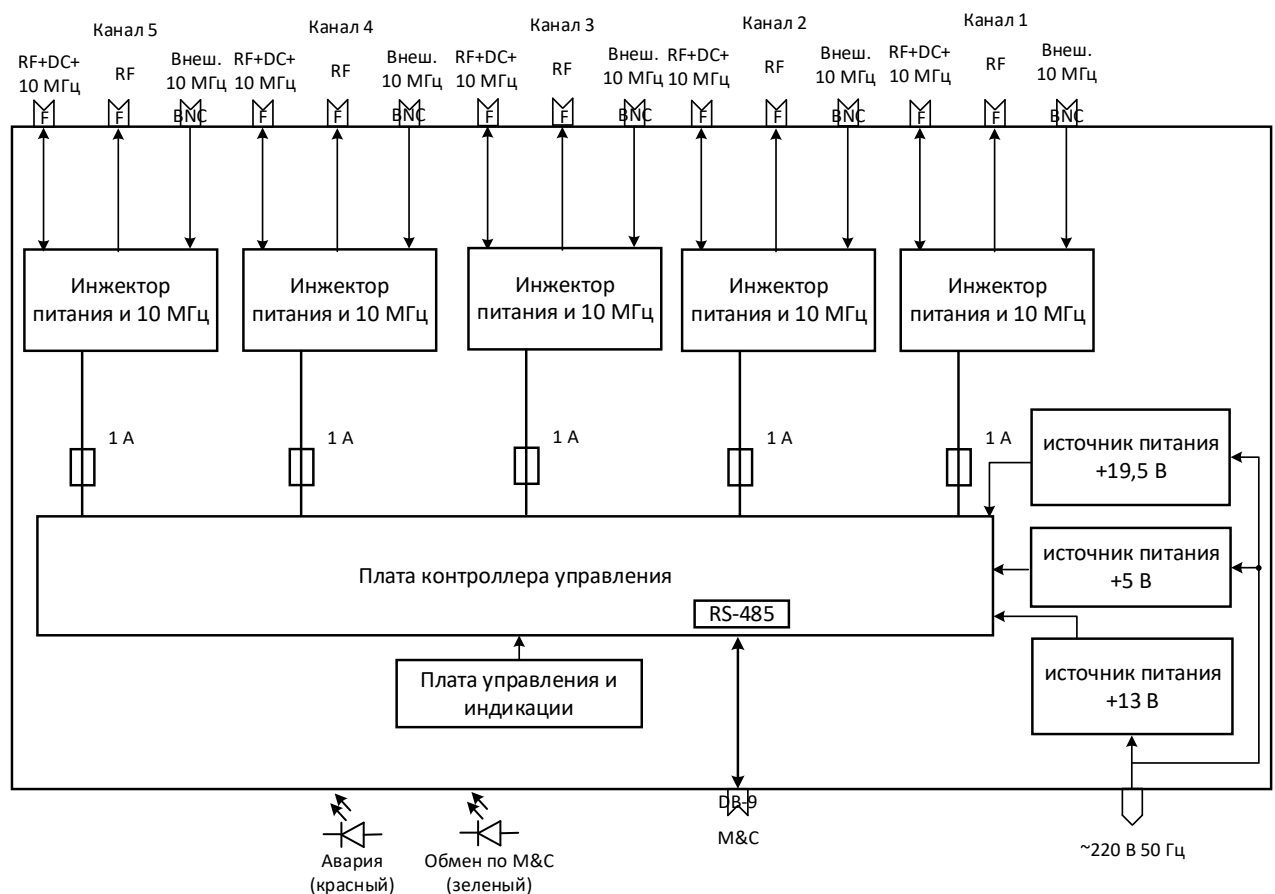 Канал 5
Канал 4
Канал 3
Канал 2
Канал 1
RF+DC+
10 МГц
RF
Внеш.
10 МГц
RF+DC+
10 МГц
RF
Внеш.
10 МГц
RF+DC+
10 МГц
RF
Внеш.
10 МГц
RF+DC+
10 МГц
RF
Внеш.
10 МГц
RF+DC+
10 МГц
RF
Внеш.
10 МГц
F
F
BNC
F
F
BNC
F
F
BNC
F
F
BNC
F
F
BNC
Инжектор
питания и 10 МГц
Инжектор
питания и 10 МГц
Инжектор
питания и 10 МГц
Инжектор
питания и 10 МГц
Инжектор
питания и 10 МГц
1 А
1 А
1 А
1 А
1 А
источник питания
+19,5 В
источник питания
+5 В
Плата контроллера управления
RS-485
источник питания
+13 В
Плата управления и
индикации
DB-9
M&C
Авария
(красный)
Обмен по M&C
(зеленый)
~220 В 50 Гц